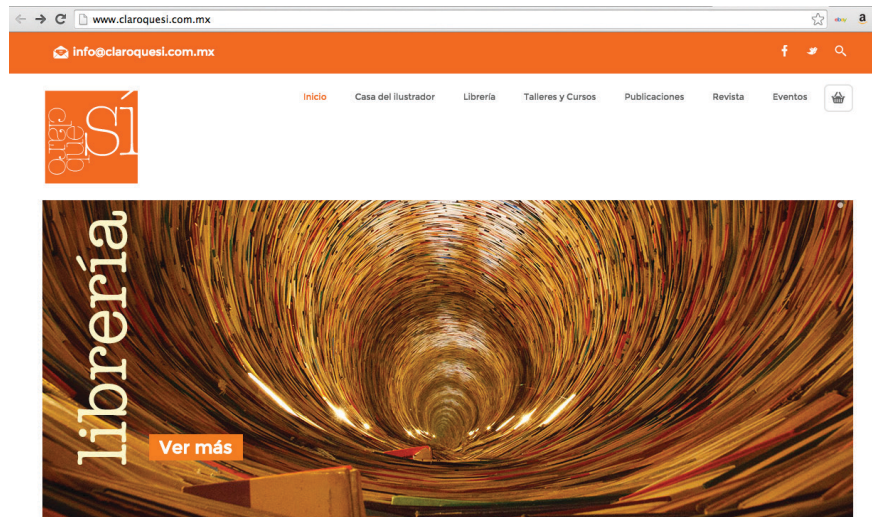 www.claroquesi.com.mx
ebay a
info@claroquesi.com.mx
f
claro
que
sí
Inicio Casa del ilustrador Librería Talleres y Cursos Publicaciones Revista Eventos
librería
Ver más